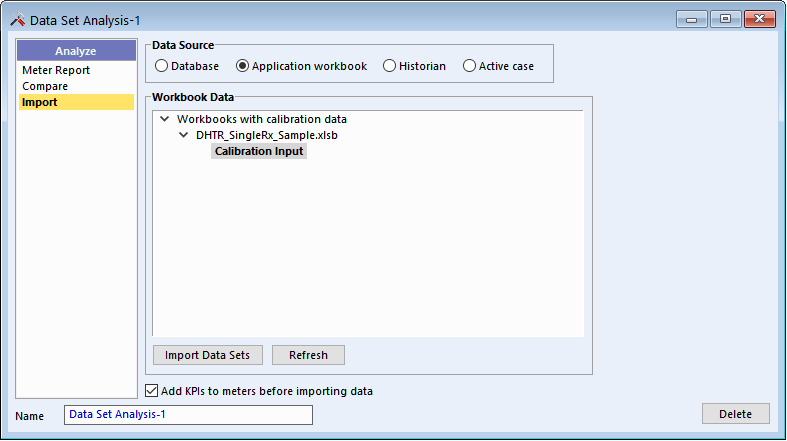 Data Set Analysis-1
Analyze
Meter Report
Compare
Import
Data Source
Database
Application workbook
Historian
Active case
Workbook Data
Workbooks with calibration data
DHTR_SingleRx_Sample.xlsb
Calibration Input
Import Data Sets
Refresh
Add KPIs to meters before importing data
Name
Data Set Analysis-1
Delete